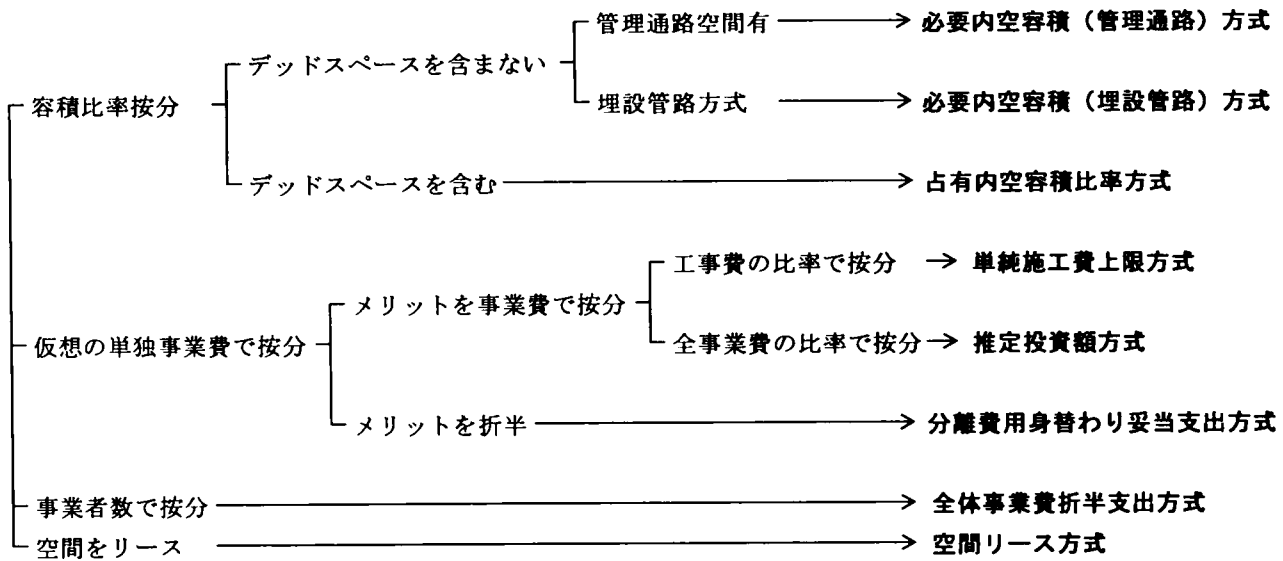 管理通路空間有 → 必要内空容積（管理通路）方式
デッドスペースを含まない
容積比率按分
埋設管路方式 → 必要内空容積（埋設管路）方式
デッドスペースを含む → 占有内空容積比率方式
工事費の比率で按分 → 単純施工費上限方式
メリットを事業費で按分
仮想の単独事業費で按分
全事業費の比率で按分 → 推定投資額方式
メリットを折半 → 分離費用身替わり妥当支出方式
事業者数で按分 → 全体事業費折半支出方式
空間をリース → 空間リース方式